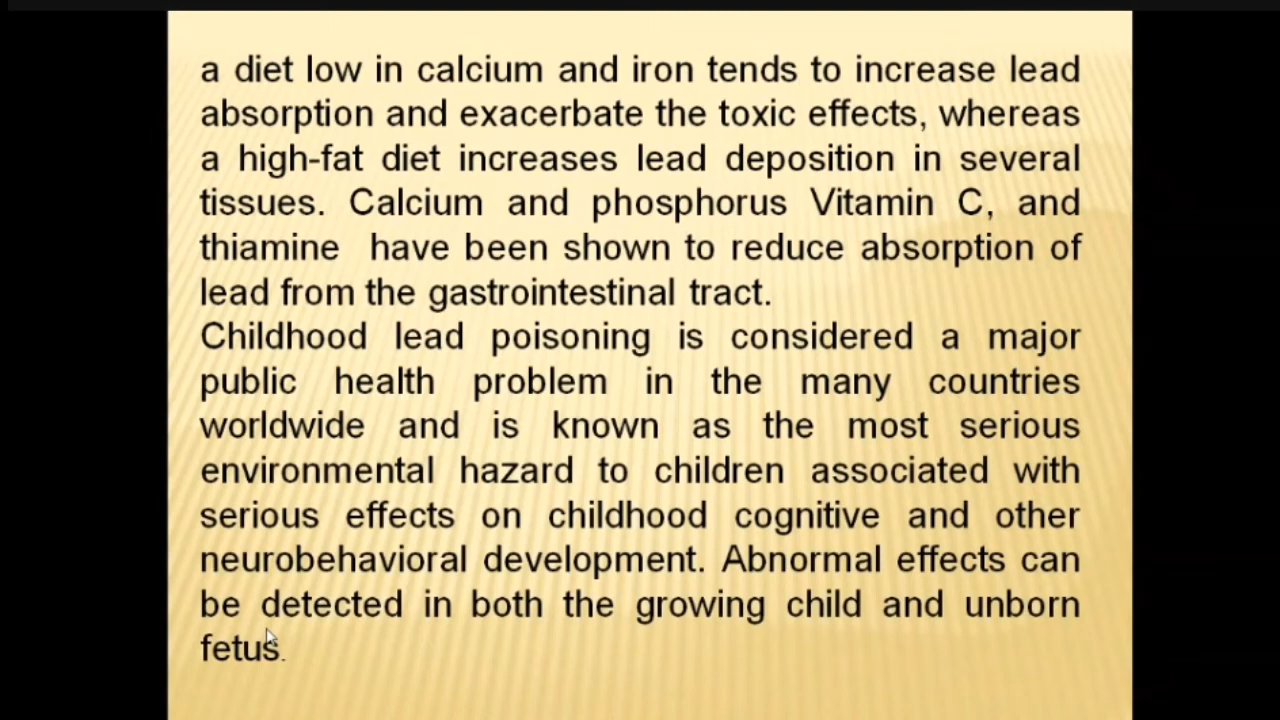 a diet low in calcium and iron tends to increase lead
absorption and exacerbate the toxic effects, whereas
a high-fat diet increases lead deposition in several
tissues. Calcium and phosphorus Vitamin C, and
thiamine  have been shown to reduce absorption of
lead from the gastrointestinal tract.
Childhood lead poisoning is considered a major
public health problem in the many countries
worldwide and is known as the most serious
environmental hazard to children associated with
serious effects on childhood cognitive and other
neurobehavioral development. Abnormal effects can
be detected in both the growing child and unborn
fetus.